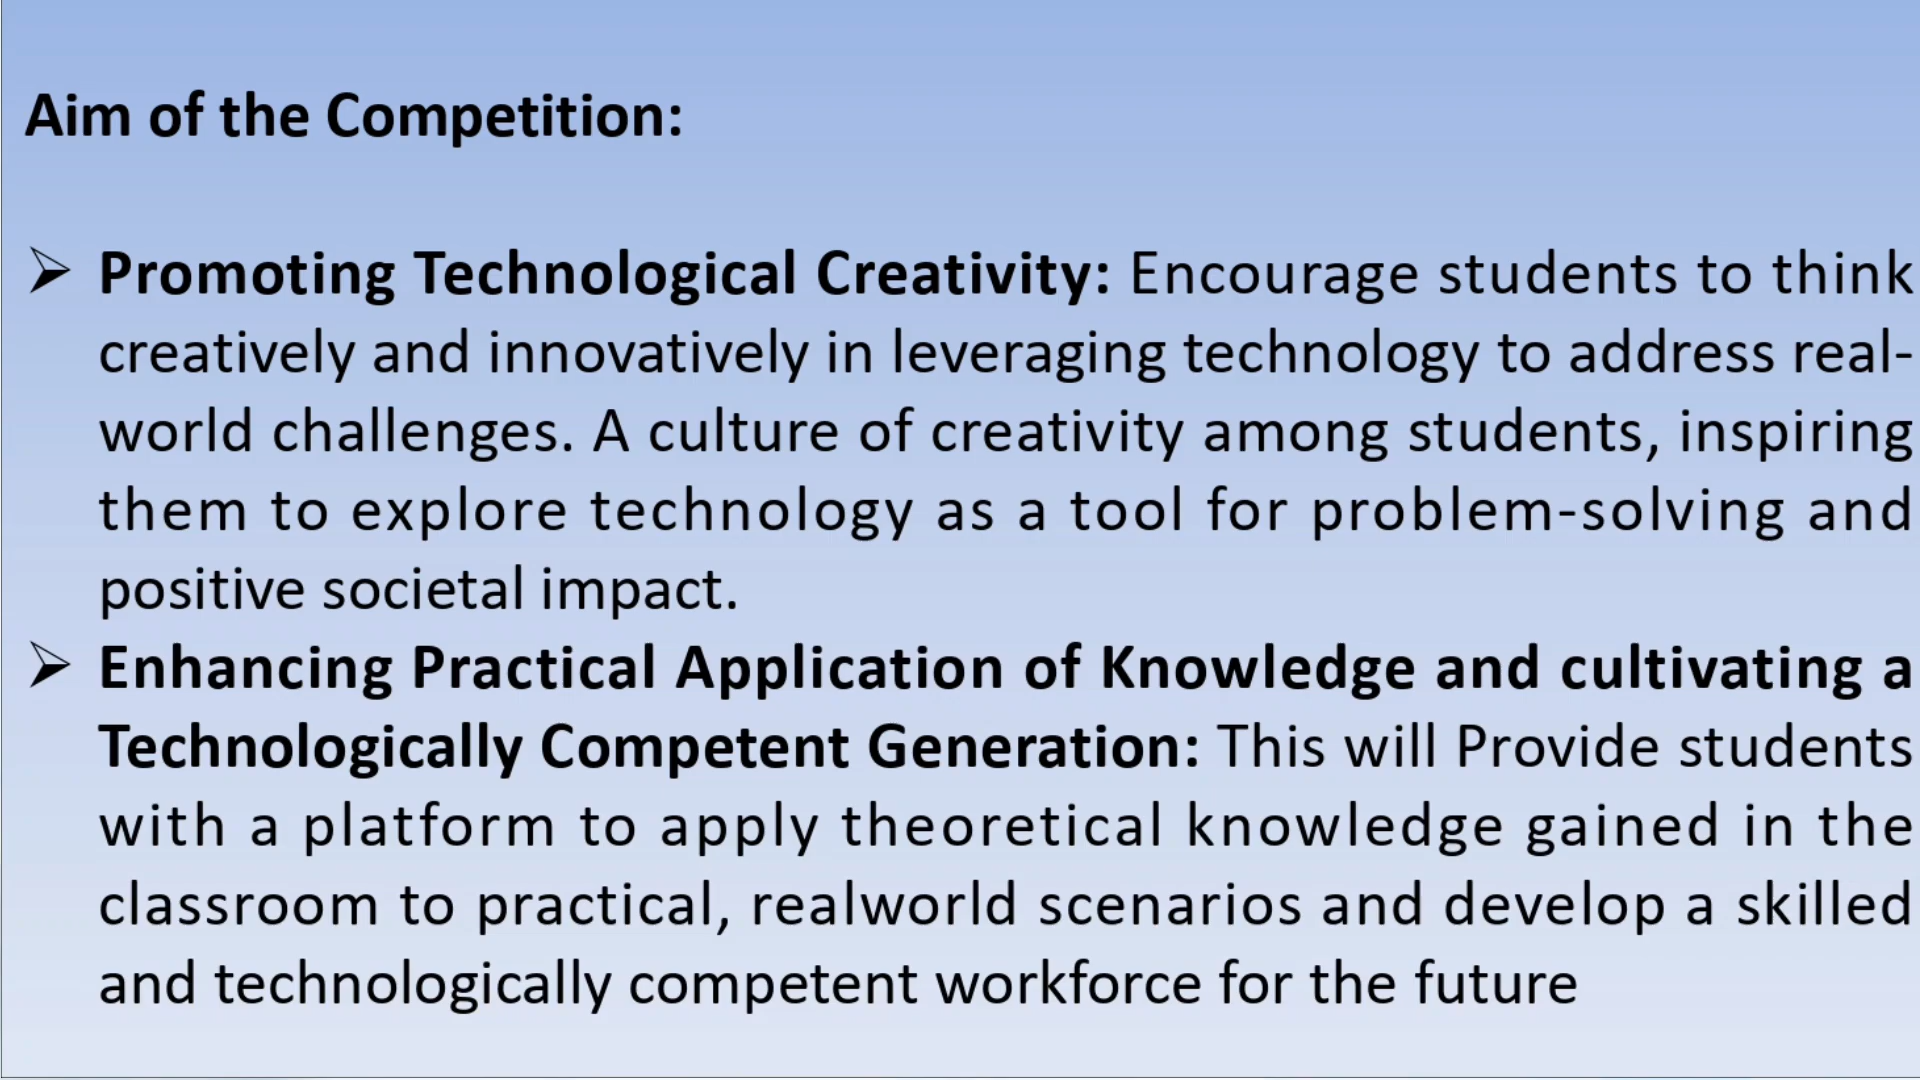 Aim of the Competition:
➢ Promoting Technological Creativity: Encourage students to think
creatively and innovatively in leveraging technology to address real-
world challenges. A culture of creativity among students, inspiring
them to explore technology as a tool for problem-solving and
positive societal impact.
➢ Enhancing Practical Application of Knowledge and cultivating a
Technologically Competent Generation: This will Provide students
with a platform to apply theoretical knowledge gained in the
classroom to practical, realworld scenarios and develop a skilled
and technologically competent workforce for the future